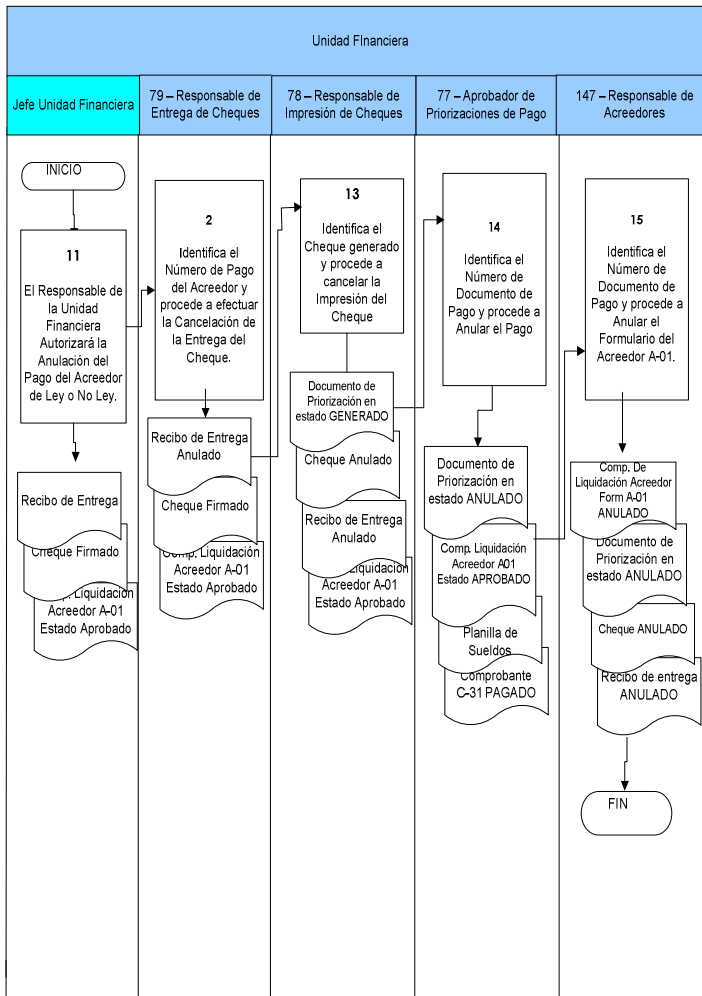 Unidad FInanciera
Jefe Unidad Financiera
79 – Responsable de
Entrega de Cheques
78 – Responsable de
Impresión de Cheques
77 – Aprobador de
Priorizaciones de Pago
147 – Responsable de
Acreedores
INICIO
11
El Responsable de
la Unidad
Financiera
Autorizará la
Anulación del
Pago del Acreedor
de Ley o No Ley.
Recibo de Entrega
Cheque Firmado
Liquidación
Acreedor A-01
Estado Aprobado
2
Identifica el
Número de Pago
del Acreedor y
procede a efectuar
la Cancelación de
la Entrega del
Cheque.
Recibo de Entrega
Anulado
Cheque Firmado
Comp. Liquidación
Acreedor A-01
Estado Aprobado
13
Identifica el
Cheque generado
y procede a
cancelar la
Impresión del
Cheque
Documento de
Priorización en
estado GENERADO
Cheque Anulado
Recibo de Entrega
Anulado
Liquidación
Acreedor A-01
Estado Aprobado
14
Identifica el
Número de
Documento de
Pago y procede a
Anular el Pago
Documento de
Priorización en
estado ANULADO
Comp. Liquidación
Acreedor A01
Estado APROBADO
Planilla de
Sueldos
Comprobante
C-31 PAGADO
15
Identifica el
Número de
Documento de
Pago y procede a
Anular el
Formulario del
Acreedor A-01.
Comp. De
Liquidación Acreedor
Form A-01
ANULADO
Documento de
Priorización en
estado ANULADO
Cheque ANULADO
Recibo de entrega
ANULADO
FIN